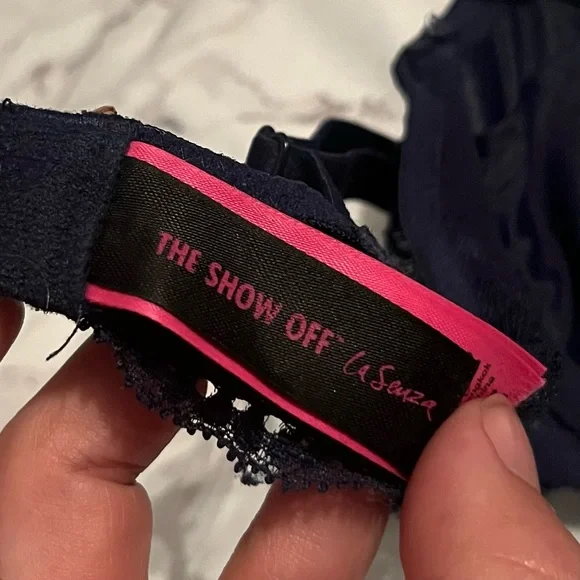 THE SHOW OFF™ La Senza